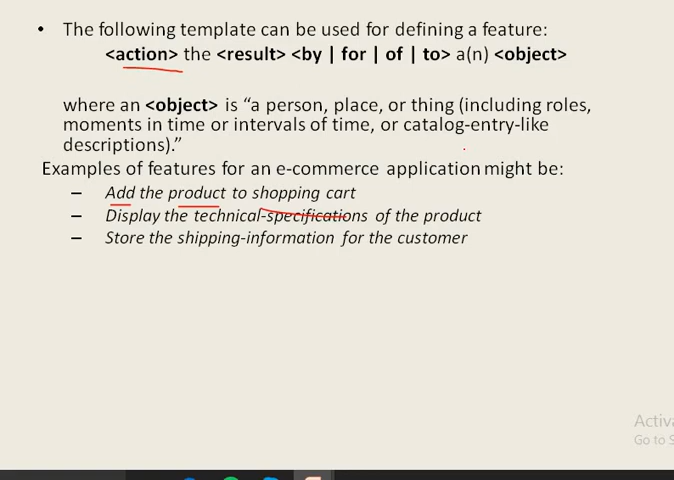 • The following template can be used for defining a feature:
<action> the <result> <by | for | of | to> a(n) <object>
where an <object> is “a person, place, or thing (including roles,
moments in time or intervals of time, or catalog-entry-like
descriptions).”
Examples of features for an e-commerce application might be:
– Add the product to shopping cart
– Display the technical-specifications of the product
– Store the shipping-information for the customer
Go to